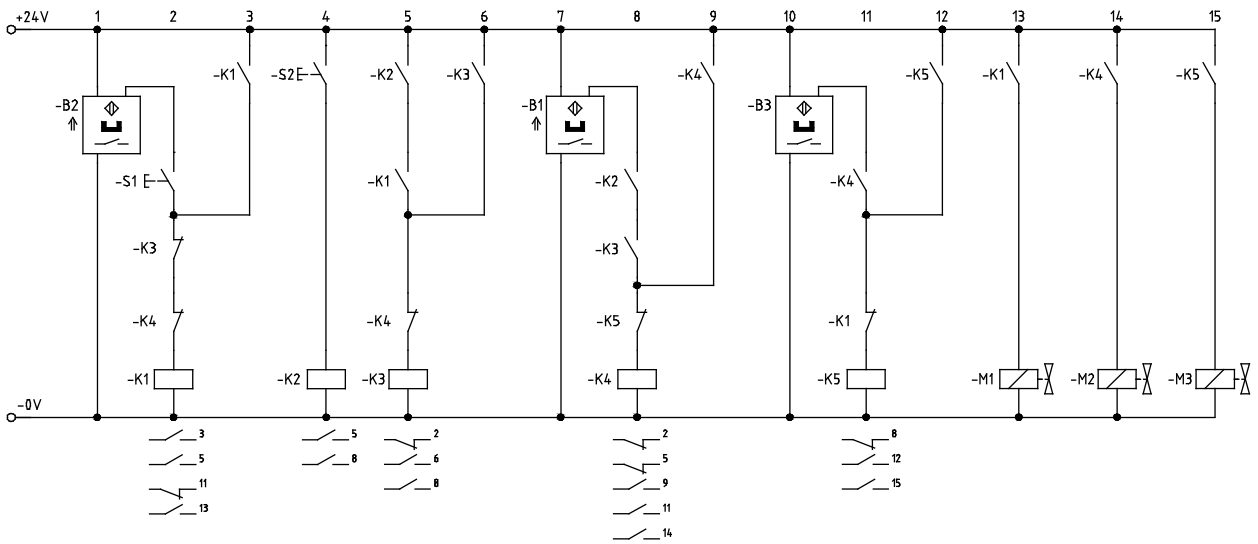 +24V 1 2 3 4 5 6 7 8 9 10 11 12 13 14 15
-K1 -S2 -K2 -K3 -K4 -K5 -K1 -K4 -K5
-B2 -B1 -B3
-S1 -K1 -K2 -K4
-K3 -K3
-K4 -K4 -K5 -K1
-K1 -K2 -K3 -K4 -K5 -M1 -M2 -M3
-0V
3 5 2 2 8
5 8 6 5 12
11 8 9 15
13 11
14